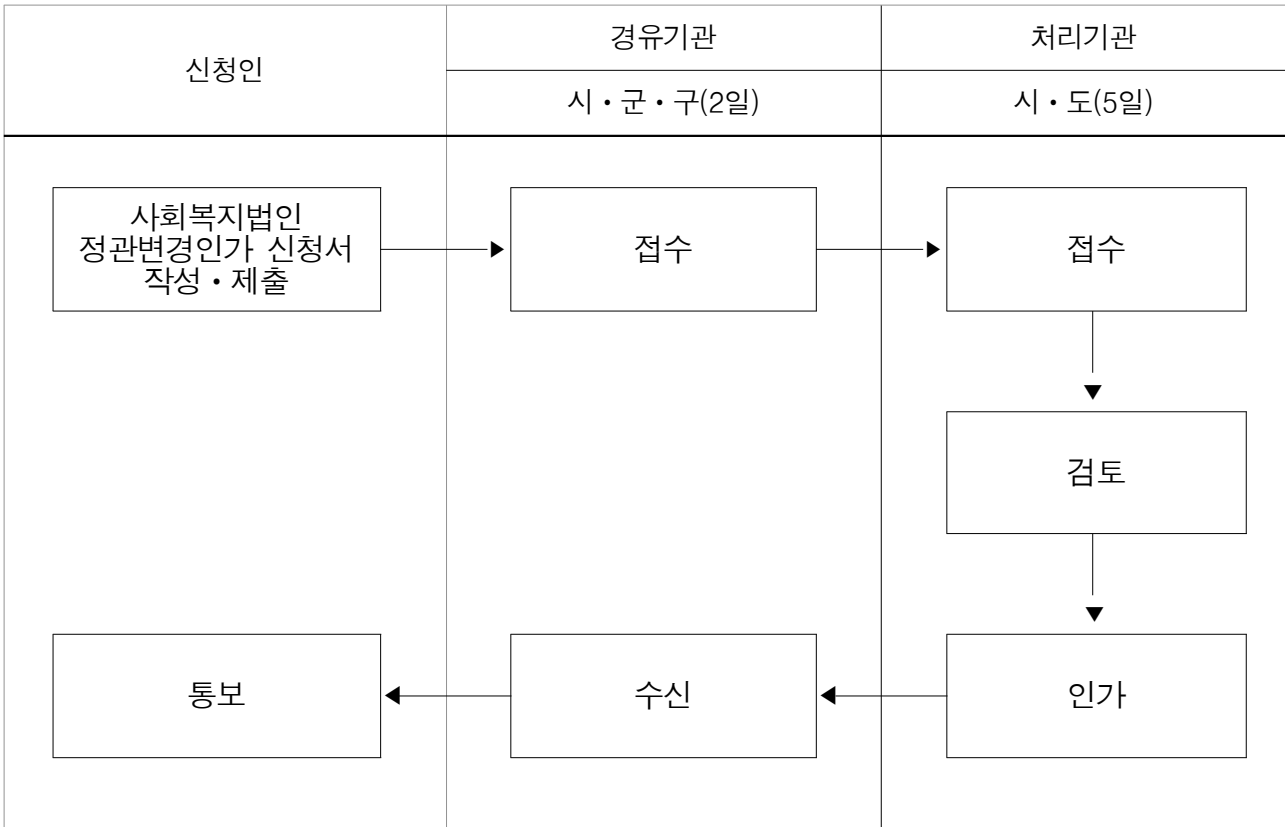 신청인
경유기관
처리기관
시・군・구(2일)
시・도(5일)
사회복지법인
정관변경인가 신청서
작성・제출
접수
접수
검토
통보
수신
인가